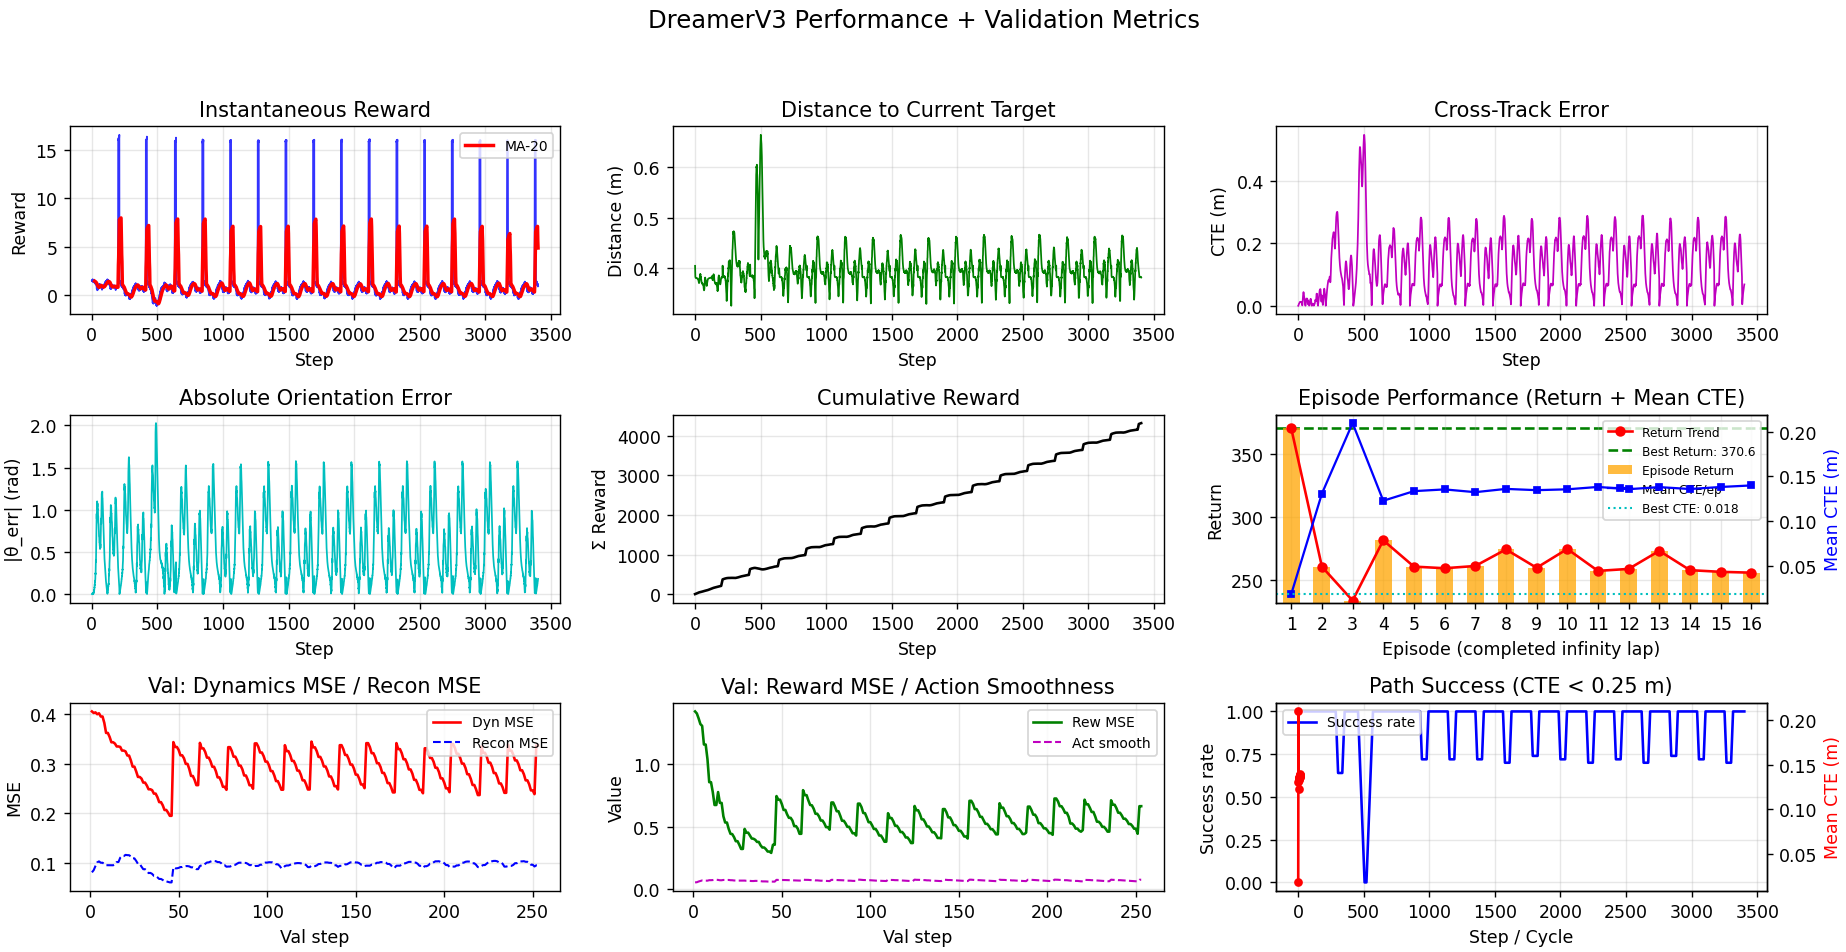 DreamerV3 Performance + Validation Metrics
Instantaneous Reward
Reward
15
10
5
0
MA-20
0 500 1000 1500 2000 2500 3000 3500
Step
Distance to Current Target
Distance (m)
0.6
0.5
0.4
0 500 1000 1500 2000 2500 3000 3500
Step
Cross-Track Error
CTE (m)
0.4
0.2
0.0
0 500 1000 1500 2000 2500 3000 3500
Step
Absolute Orientation Error
|θ_err| (rad)
2.0
1.5
1.0
0.5
0.0
0 500 1000 1500 2000 2500 3000 3500
Step
Cumulative Reward
Σ Reward
4000
3000
2000
1000
0
0 500 1000 1500 2000 2500 3000 3500
Step
Episode Performance (Return + Mean CTE)
Return
350
300
250
Return Trend
Best Return: 370.6
Episode Return
Mean CTE/ep
Best CTE: 0.018
0.20
0.15
0.10
0.05
Mean CTE (m)
1 2 3 4 5 6 7 8 9 10 11 12 13 14 15 16
Episode (completed infinity lap)
Val: Dynamics MSE / Recon MSE
MSE
0.4
0.3
0.2
0.1
Dyn MSE
Recon MSE
0 50 100 150 200 250
Val step
Val: Reward MSE / Action Smoothness
Value
1.0
0.5
0.0
Rew MSE
Act smooth
0 50 100 150 200 250
Val step
Path Success (CTE < 0.25 m)
Success rate
1.00
0.75
0.50
0.25
0.00
Success rate
0.20
0.15
0.10
0.05
Mean CTE (m)
0 500 1000 1500 2000 2500 3000 3500
Step / Cycle